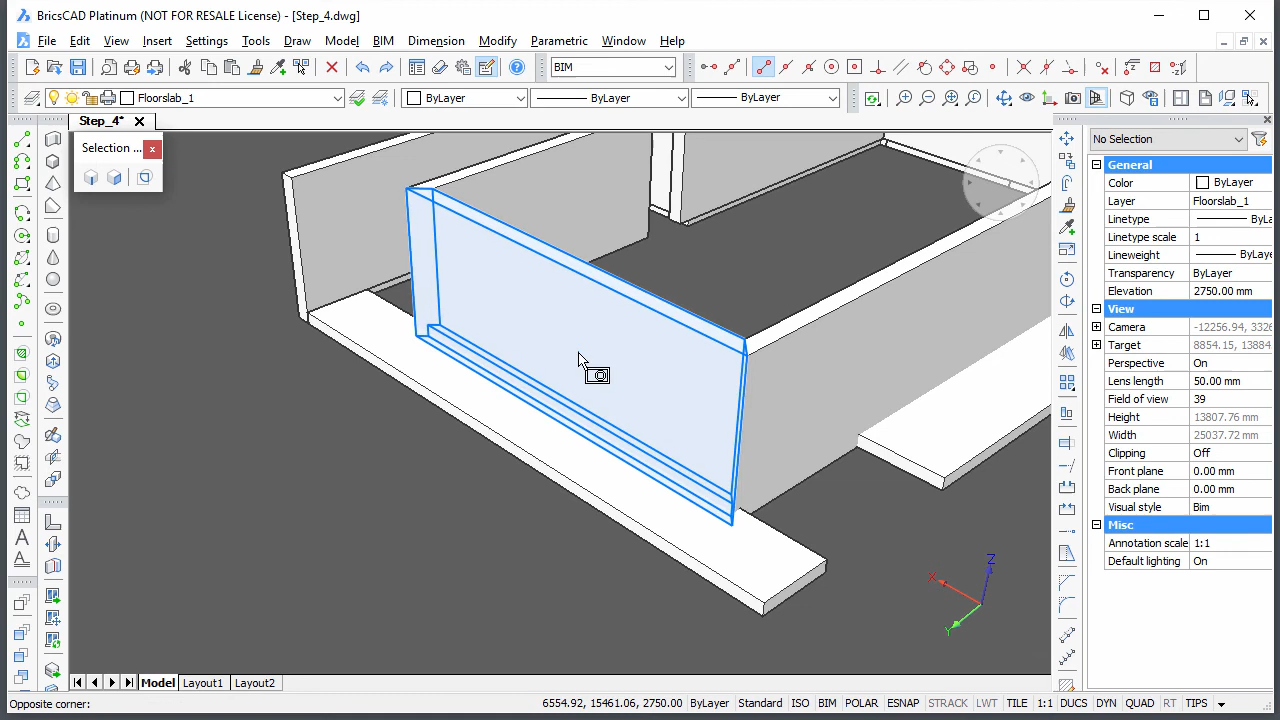 BricsCAD Platinum (NOT FOR RESALE License) - [Step_4.dwg]
File Edit View Insert Settings Tools Draw Model BIM Dimension Modify Parametric Window Help
BIM
Floorslab_1 ByLayer ByLayer ByLayer
Step_4*
Selection ...
No Selection
General
Color ByLayer
Layer Floorslab_1
Linetype ByLa
Linetype scale 1
Lineweight ByLaye
Transparency ByLayer
Elevation 2750.00 mm
View
Camera -12256.94, 3326
Target 8854.15, 13884
Perspective On
Lens length 50.00 mm
Field of view 39
Height 13807.76 mm
Width 25037.72 mm
Clipping Off
Front plane 0.00 mm
Back plane 0.00 mm
Visual style Bim
Misc
Annotation scale 1:1
Default lighting On
Z
X
Y
Model Layout1 Layout2
Opposite corner: 6554.92, 15461.06, 2750.00 ByLayer Standard ISO BIM POLAR ESNAP STRACK LWT TILE 1:1 DUCS DYN QUAD RT TIPS